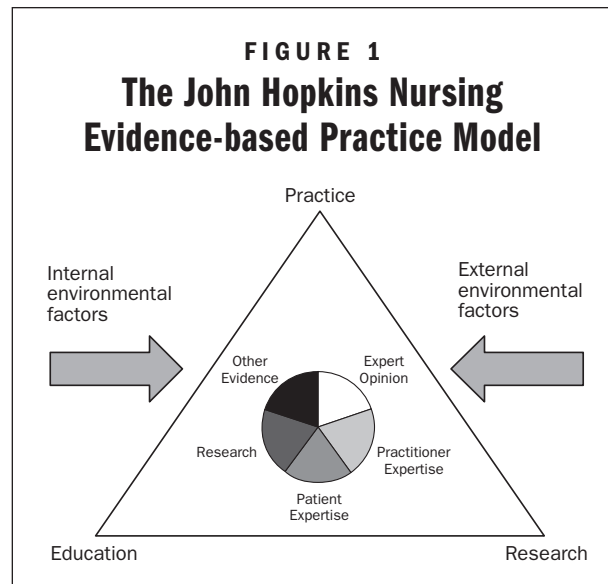 FIGURE 1
The John Hopkins Nursing
Evidence-based Practice Model
Practice
Internal
environmental
factors
External
environmental
factors
Other
Evidence
Expert
Opinion
Research
Practitioner
Expertise
Patient
Expertise
Education
Research